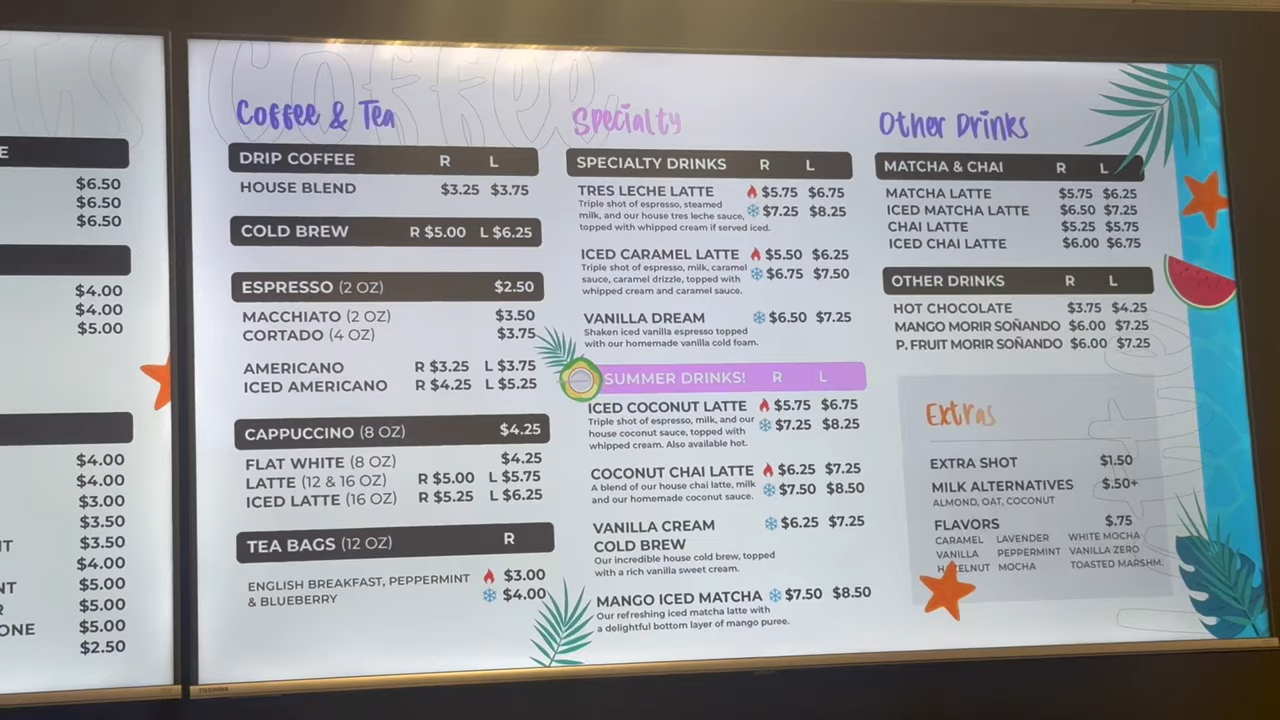 E
$6.50
$6.50
$6.50
$4.00
$4.00
$5.00
$4.00
$4.00
$3.00
$3.50
T $3.50
$4.00
NT $5.00
R $5.00
ONE $5.00
$2.50
TOSHIBA
Coffee
Coffee & Tea
DRIP COFFEE R L
HOUSE BLEND $3.25 $3.75
COLD BREW R $5.00 L $6.25
ESPRESSO (2 OZ) $2.50
MACCHIATO (2 OZ) $3.50
CORTADO (4 OZ) $3.75
AMERICANO R $3.25 L $3.75
ICED AMERICANO R $4.25 L $5.25
CAPPUCCINO (8 OZ) $4.25
FLAT WHITE (8 OZ) $4.25
LATTE (12 & 16 OZ) R $5.00 L $5.75
ICED LATTE (16 OZ) R $5.25 L $6.25
TEA BAGS (12 OZ) R
ENGLISH BREAKFAST, PEPPERMINT $3.00
& BLUEBERRY $4.00
Specialty
SPECIALTY DRINKS R L
TRES LECHE LATTE $5.75 $6.75
Triple shot of espresso, steamed
milk, and our house tres leche sauce, $7.25 $8.25
topped with whipped cream if served iced.
ICED CARAMEL LATTE $5.50 $6.25
Triple shot of espresso, milk, caramel
sauce, caramel drizzle, topped with $6.75 $7.50
whipped cream and caramel sauce.
VANILLA DREAM $6.50 $7.25
Shaken iced vanilla espresso topped
with our homemade vanilla cold foam.
SUMMER DRINKS! R L
ICED COCONUT LATTE $5.75 $6.75
Triple shot of espresso, milk, and our $7.25 $8.25
house coconut sauce, topped with
whipped cream. Also available hot.
COCONUT CHAI LATTE $6.25 $7.25
A blend of our house chai latte, milk $7.50 $8.50
and our homemade coconut sauce.
VANILLA CREAM $6.25 $7.25
COLD BREW
Our incredible house cold brew, topped
with a rich vanilla sweet cream.
MANGO ICED MATCHA $7.50 $8.50
Our refreshing iced matcha latte with
a delightful bottom layer of mango puree.
Other Drinks
MATCHA & CHAI R L
MATCHA LATTE $5.75 $6.25
ICED MATCHA LATTE $6.50 $7.25
CHAI LATTE $5.25 $5.75
ICED CHAI LATTE $6.00 $6.75
OTHER DRINKS R L
HOT CHOCOLATE $3.75 $4.25
MANGO MORIR SOÑANDO $6.00 $7.25
P. FRUIT MORIR SOÑANDO $6.00 $7.25
Extras
EXTRA SHOT $1.50
MILK ALTERNATIVES $.50+
ALMOND, OAT, COCONUT
FLAVORS $.75
CARAMEL LAVENDER WHITE MOCHA
VANILLA PEPPERMINT VANILLA ZERO
HAZELNUT MOCHA TOASTED MARSHM.